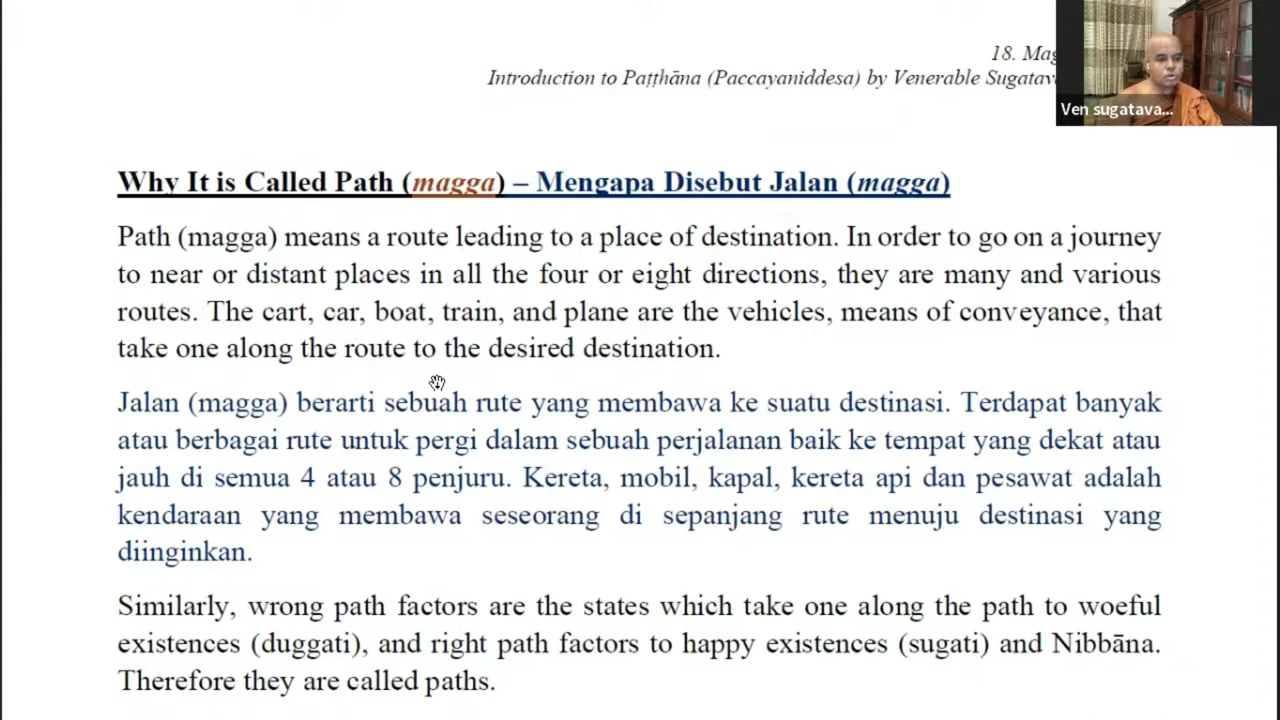 18. Mag
Introduction to Paṭṭhāna (Paccayaniddesa) by Venerable Sugatava
Ven sugatava...
Why It is Called Path (magga) – Mengapa Disebut Jalan (magga)
Path (magga) means a route leading to a place of destination. In order to go on a journey
to near or distant places in all the four or eight directions, they are many and various
routes. The cart, car, boat, train, and plane are the vehicles, means of conveyance, that
take one along the route to the desired destination.
Jalan (magga) berarti sebuah rute yang membawa ke suatu destinasi. Terdapat banyak
atau berbagai rute untuk pergi dalam sebuah perjalanan baik ke tempat yang dekat atau
jauh di semua 4 atau 8 penjuru. Kereta, mobil, kapal, kereta api dan pesawat adalah
kendaraan yang membawa seseorang di sepanjang rute menuju destinasi yang
diinginkan.
Similarly, wrong path factors are the states which take one along the path to woeful
existences (duggati), and right path factors to happy existences (sugati) and Nibbāna.
Therefore they are called paths.